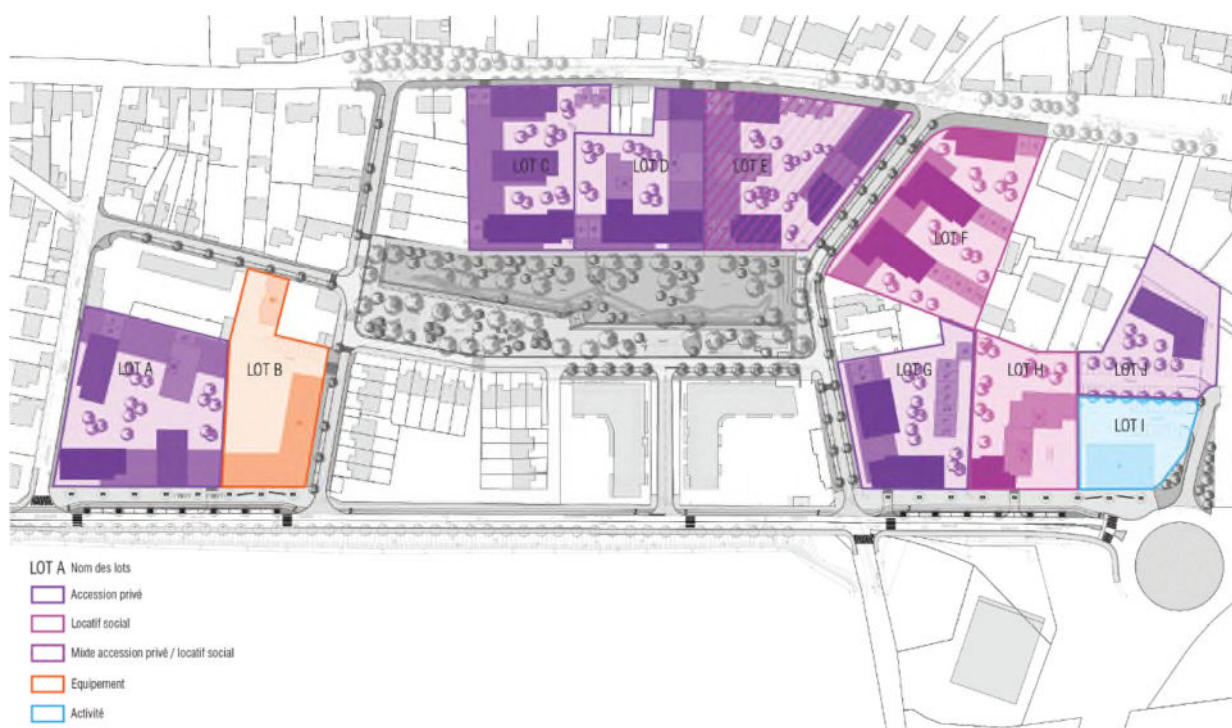 LOT C
LOT D
LOT E
LOT F
LOT A
LOT B
LOT G
LOT H
LOT J
LOT I
LOT A Nom des lots
Accession privé
Locatif social
Mixte accession privé / locatif social
Equipement
Activité